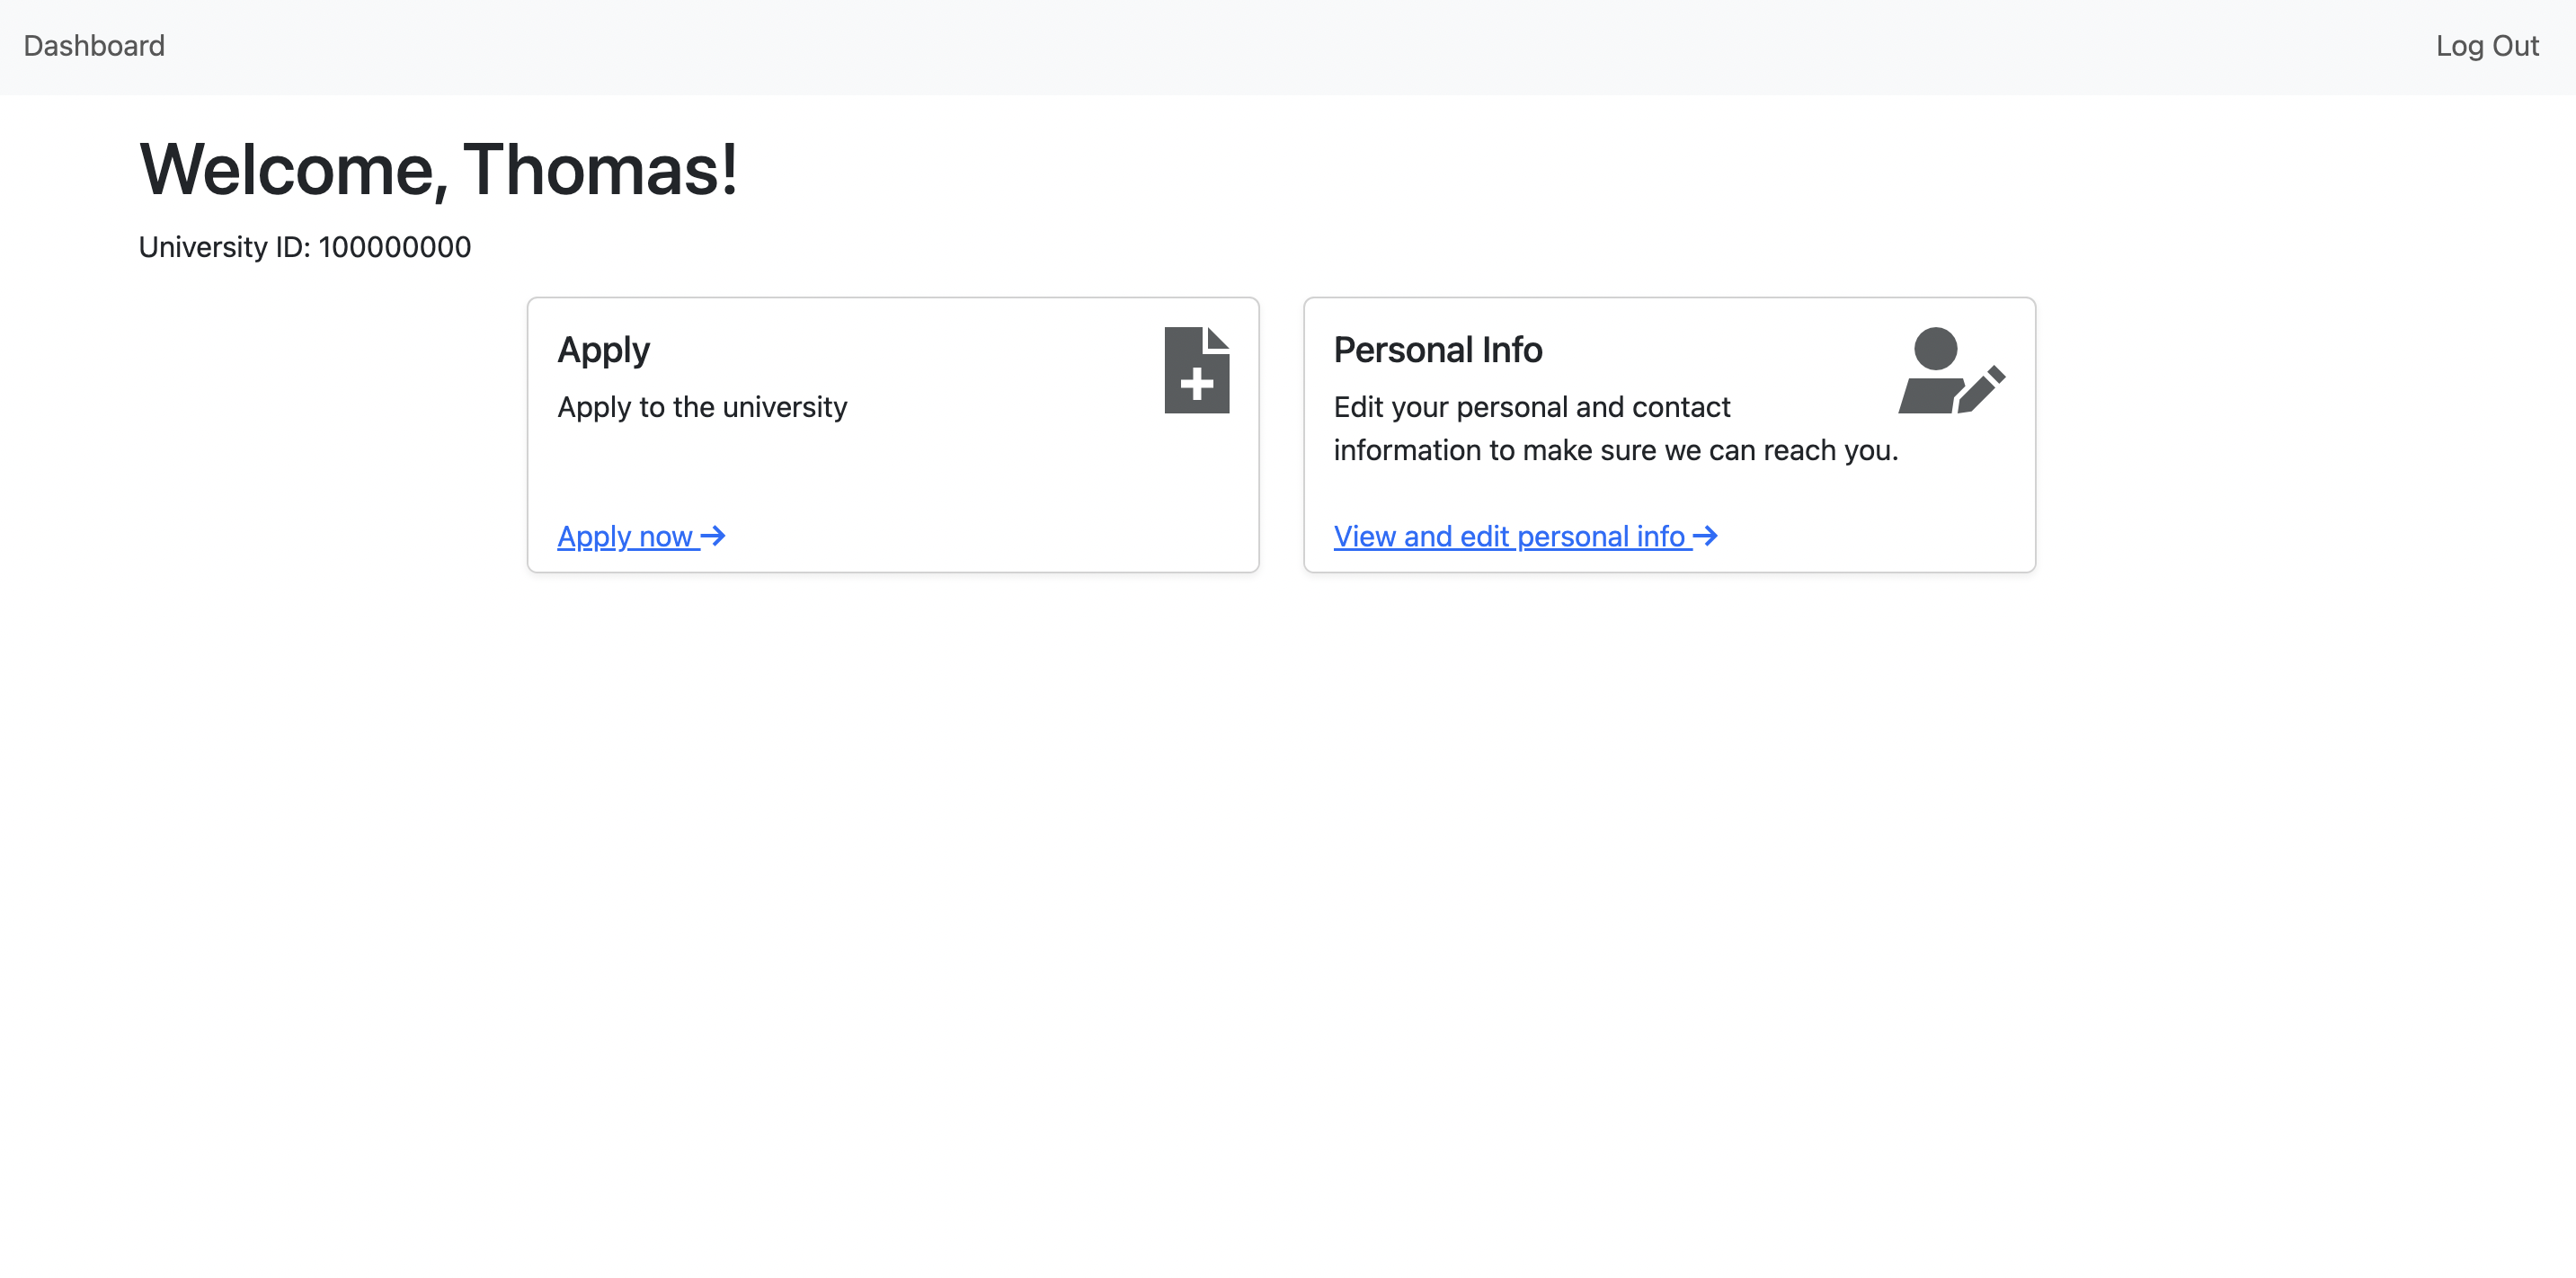 Dashboard
Log Out
Welcome, Thomas!
University ID: 100000000
Apply
Apply to the university
Apply now
Personal Info
Edit your personal and contact
information to make sure we can reach you.
View and edit personal info